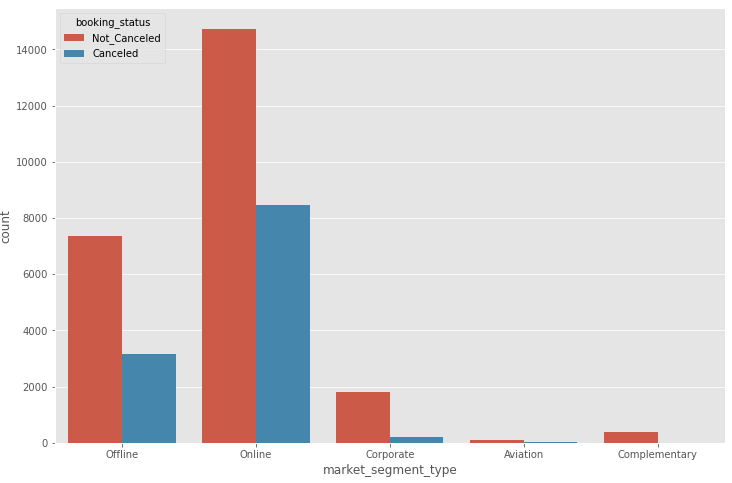 booking_status
Not_Canceled
Canceled
count
14000
12000
10000
8000
6000
4000
2000
0
Offline Online Corporate Aviation Complementary
market_segment_type